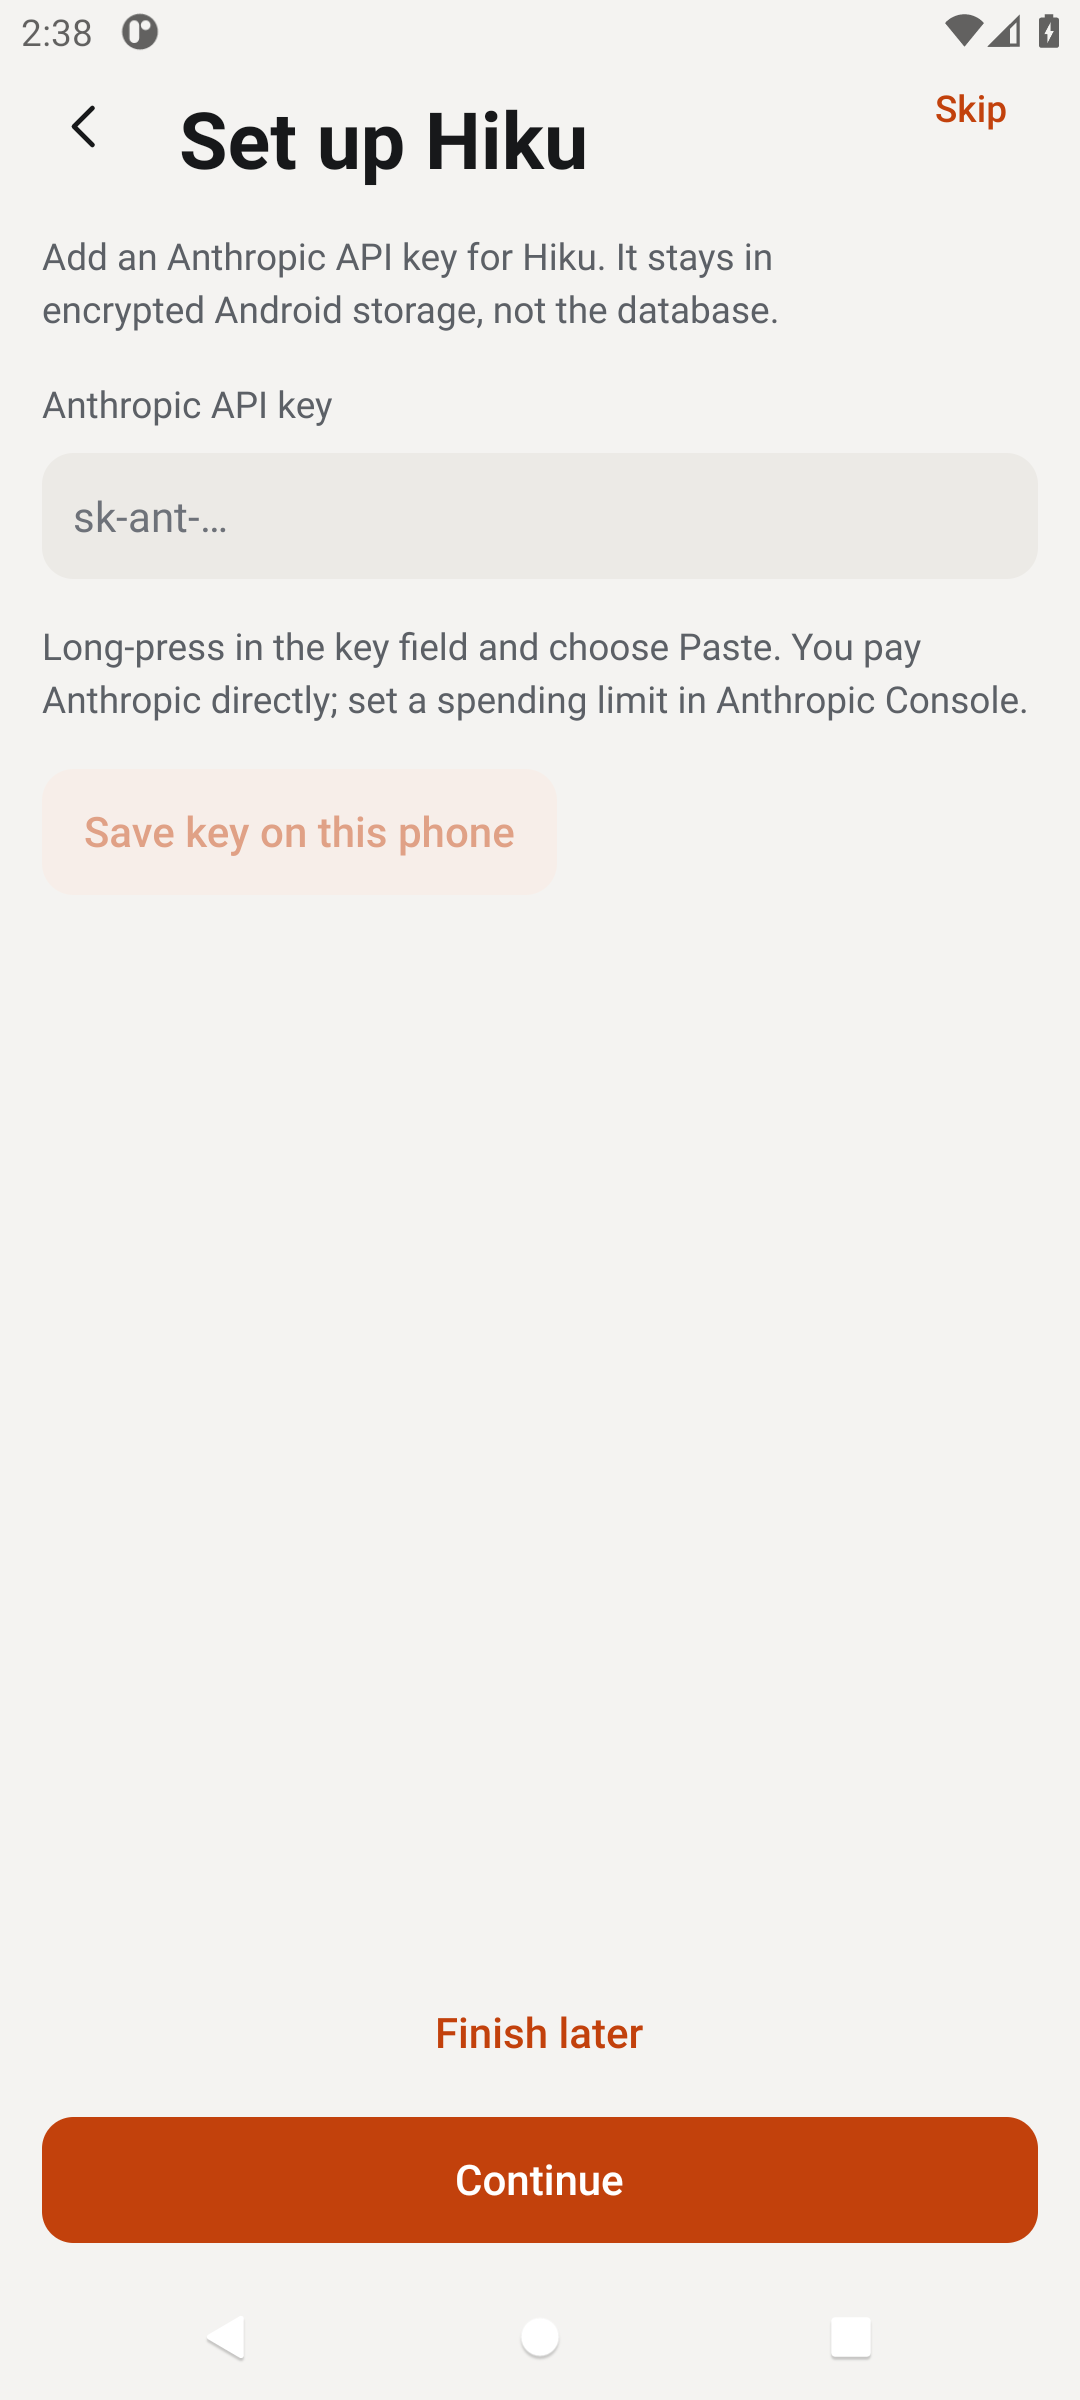 2:38
Set up Hiku
Skip
Add an Anthropic API key for Hiku. It stays in
encrypted Android storage, not the database.
Anthropic API key
sk-ant-…
Long-press in the key field and choose Paste. You pay
Anthropic directly; set a spending limit in Anthropic Console.
Save key on this phone
Finish later
Continue